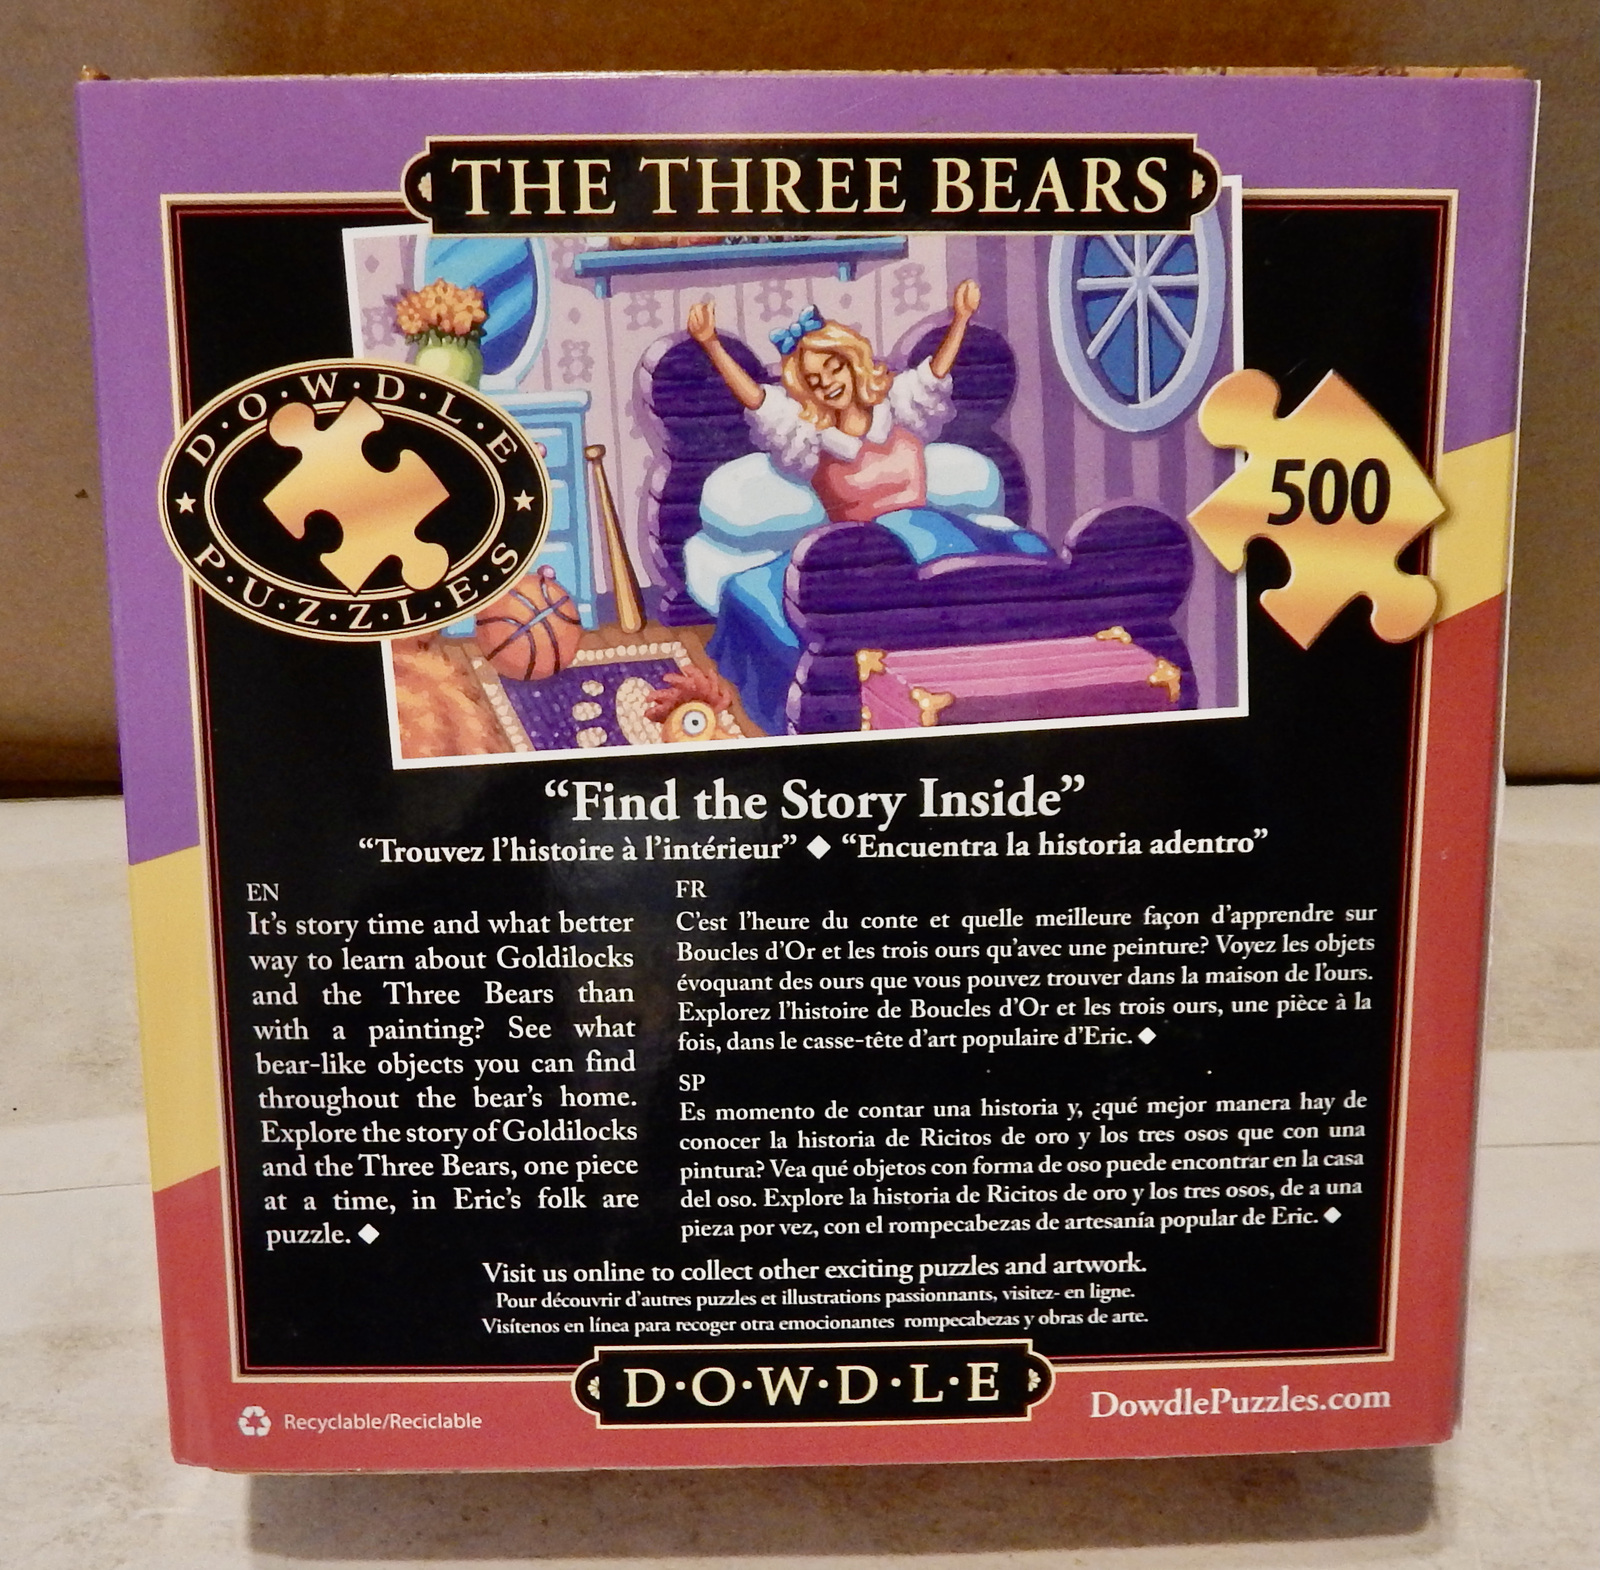 THE THREE BEARS
D·O·W·D·L·E
P·U·Z·Z·L·E·S
500
“Find the Story Inside”
“Trouvez l’histoire à l’intérieur” ◆ “Encuentra la historia adentro”
EN
It’s story time and what better
way to learn about Goldilocks
and the Three Bears than
with a painting? See what
bear-like objects you can find
throughout the bear’s home.
Explore the story of Goldilocks
and the Three Bears, one piece
at a time, in Eric’s folk are
puzzle. ◆
FR
C’est l’heure du conte et quelle meilleure façon d’apprendre sur
Boucles d’Or et les trois ours qu’avec une peinture? Voyez les objets
évoquant des ours que vous pouvez trouver dans la maison de l’ours.
Explorez l’histoire de Boucles d’Or et les trois ours, une pièce à la
fois, dans le casse-tête d’art populaire d’Eric. ◆
SP
Es momento de contar una historia y, ¿qué mejor manera hay de
conocer la historia de Ricitos de oro y los tres osos que con una
pintura? Vea qué objetos con forma de oso puede encontrar en la casa
del oso. Explore la historia de Ricitos de oro y los tres osos, de a una
pieza por vez, con el rompecabezas de artesanía popular de Eric. ◆
Visit us online to collect other exciting puzzles and artwork.
Pour découvrir d’autres puzzles et illustrations passionnants, visitez- en ligne.
Visítenos en línea para recoger otra emocionantes rompecabezas y obras de arte.
D·O·W·D·L·E
Recyclable/Reciclable
DowdlePuzzles.com